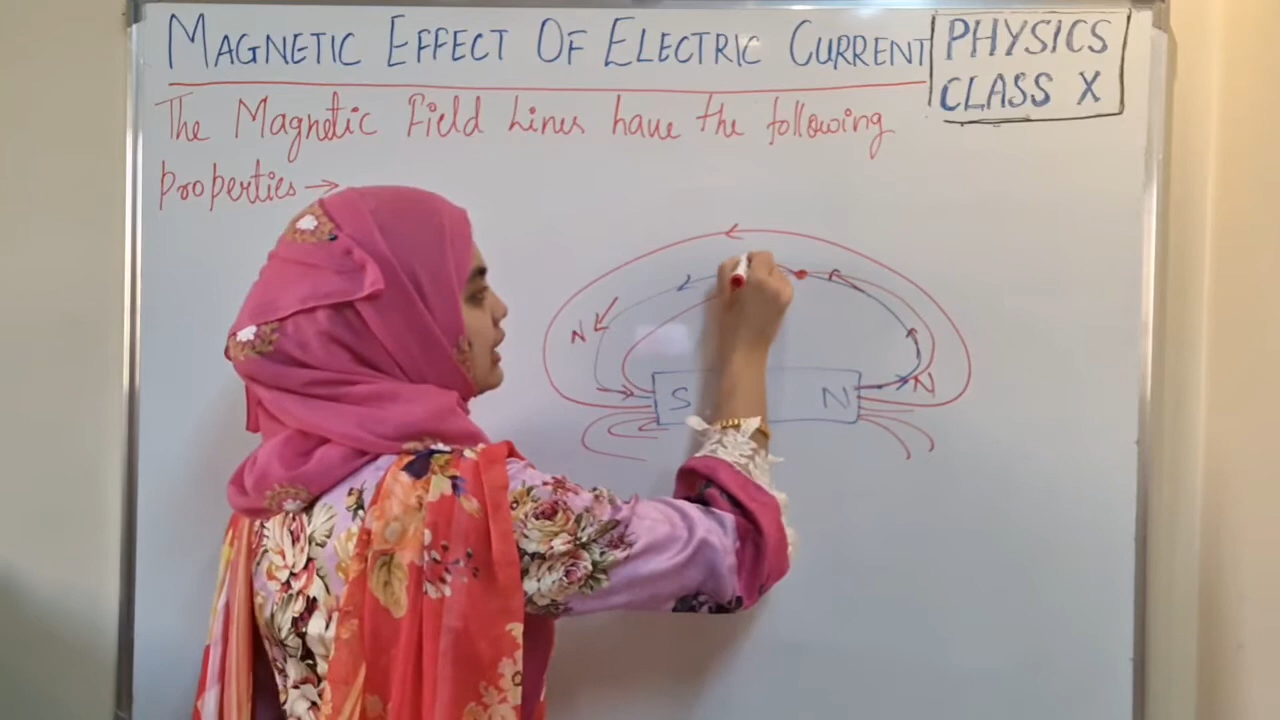 MAGNETIC EFFECT OF ELECTRIC CURRENT
PHYSICS
CLASS X
The Magnetic Field Lines have the following
properties →
N
S
N
N